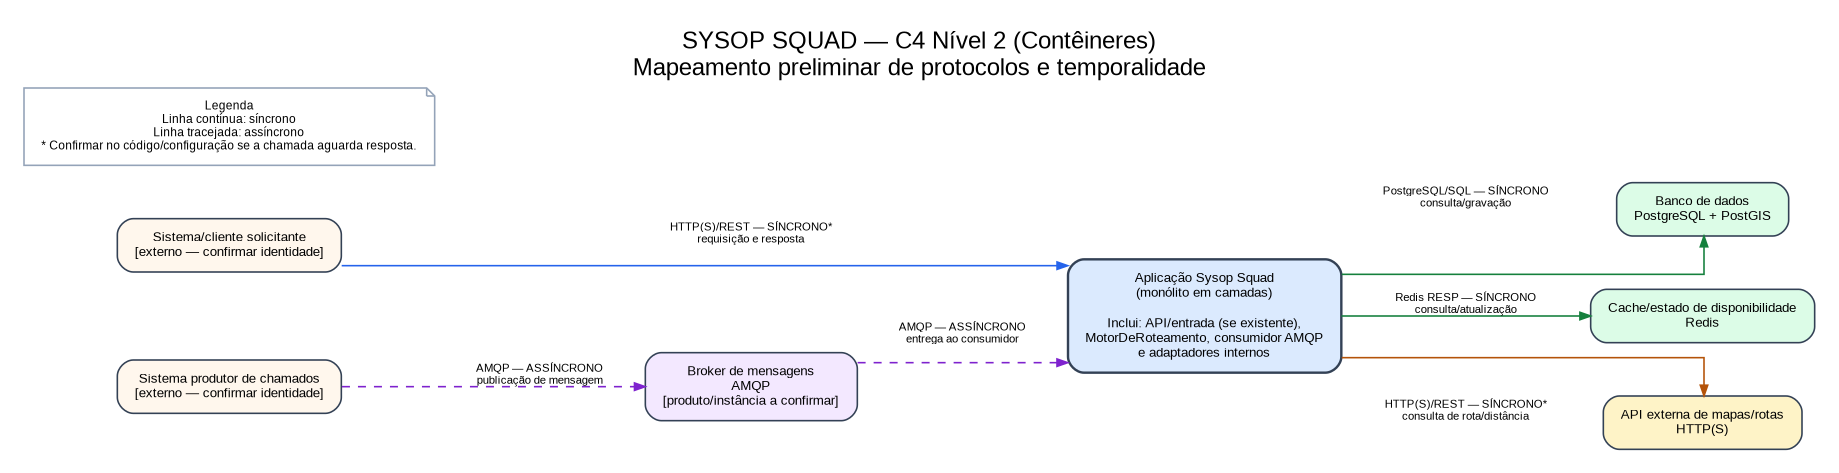 SYSOP SQUAD — C4 Nível 2 (Contêineres)
Mapeamento preliminar de protocolos e temporalidade
Legenda
Linha contínua: síncrono
Linha tracejada: assíncrono
* Confirmar no código/configuração se a chamada aguarda resposta.
Sistema/cliente solicitante
[externo — confirmar identidade]
HTTP(S)/REST — SÍNCRONO*
requisição e resposta
Sistema produtor de chamados
[externo — confirmar identidade]
AMQP — ASSÍNCRONO
publicação de mensagem
Broker de mensagens
AMQP
[produto/instância a confirmar]
AMQP — ASSÍNCRONO
entrega ao consumidor
Aplicação Sysop Squad
(monólito em camadas)
Inclui: API/entrada (se existente),
MotorDeRoteamento, consumidor AMQP
e adaptadores internos
PostgreSQL/SQL — SÍNCRONO
consulta/gravação
Banco de dados
PostgreSQL + PostGIS
Redis RESP — SÍNCRONO
consulta/atualização
Cache/estado de disponibilidade
Redis
HTTP(S)/REST — SÍNCRONO*
consulta de rota/distância
API externa de mapas/rotas
HTTP(S)